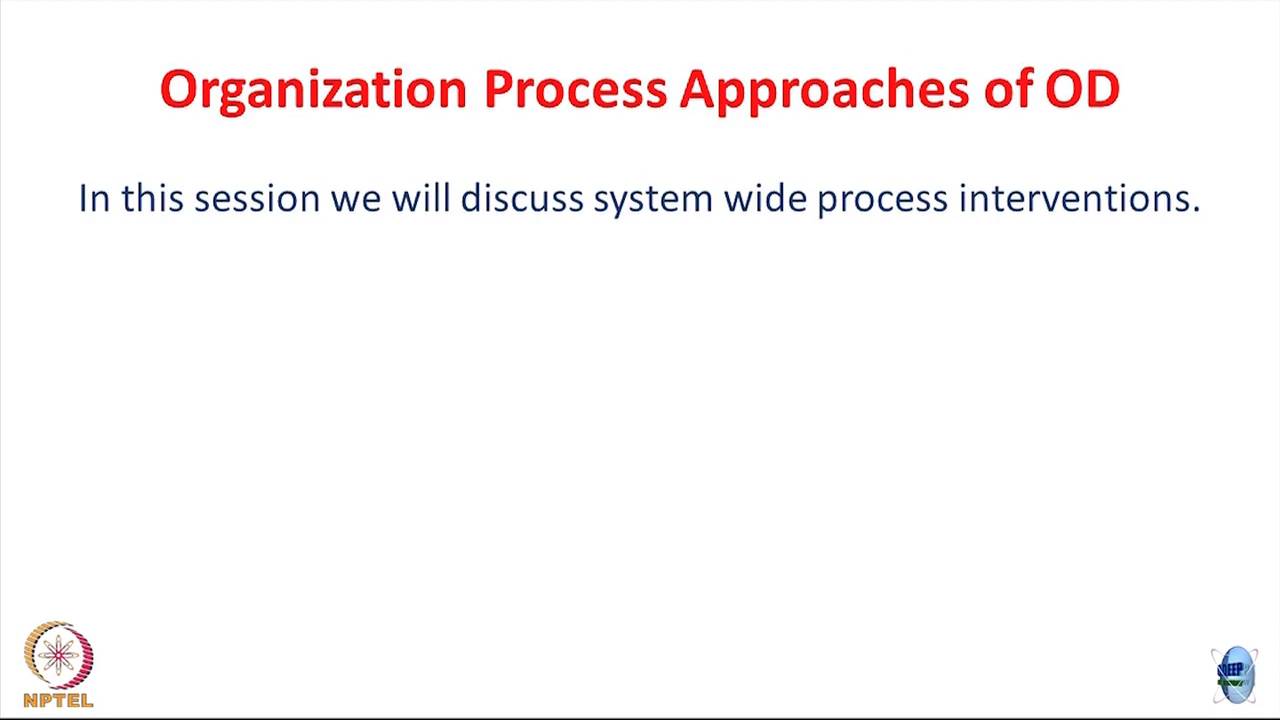 Organization Process Approaches of OD
In this session we will discuss system wide process interventions.
NPTEL